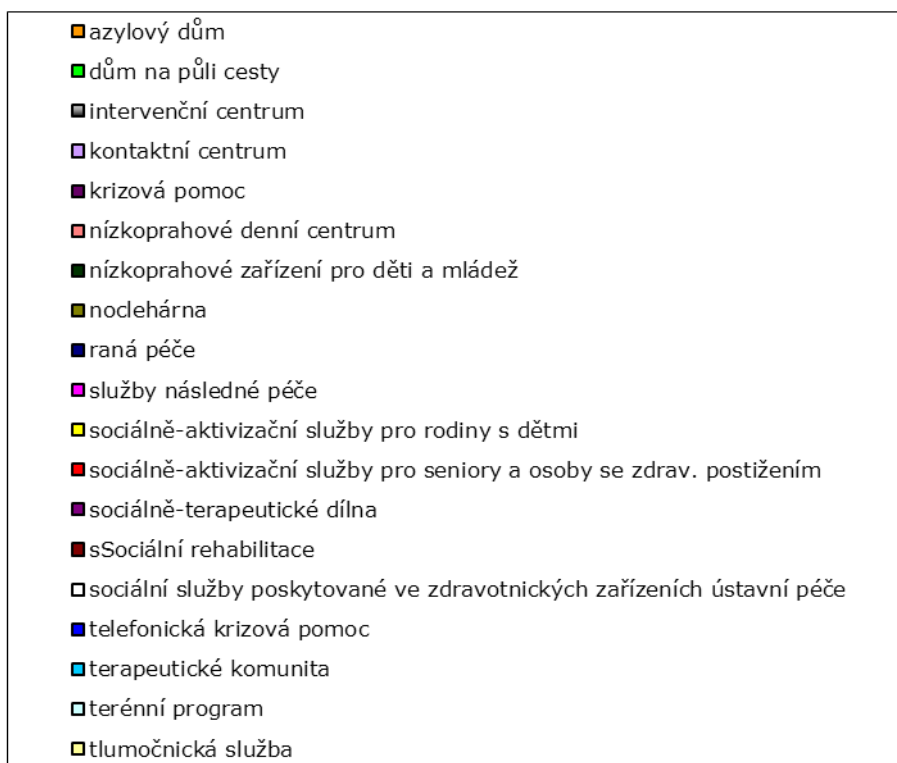 azylový dům
dům na půli cesty
intervenční centrum
kontaktní centrum
krizová pomoc
nízkoprahové denní centrum
nízkoprahové zařízení pro děti a mládež
noclehárna
raná péče
služby následné péče
sociálně-aktivizační služby pro rodiny s dětmi
sociálně-aktivizační služby pro seniory a osoby se zdrav. postižením
sociálně-terapeutické dílna
sSociální rehabilitace
sociální služby poskytované ve zdravotnických zařízeních ústavní péče
telefonická krizová pomoc
terapeutické komunita
terénní program
tlumočnická služba